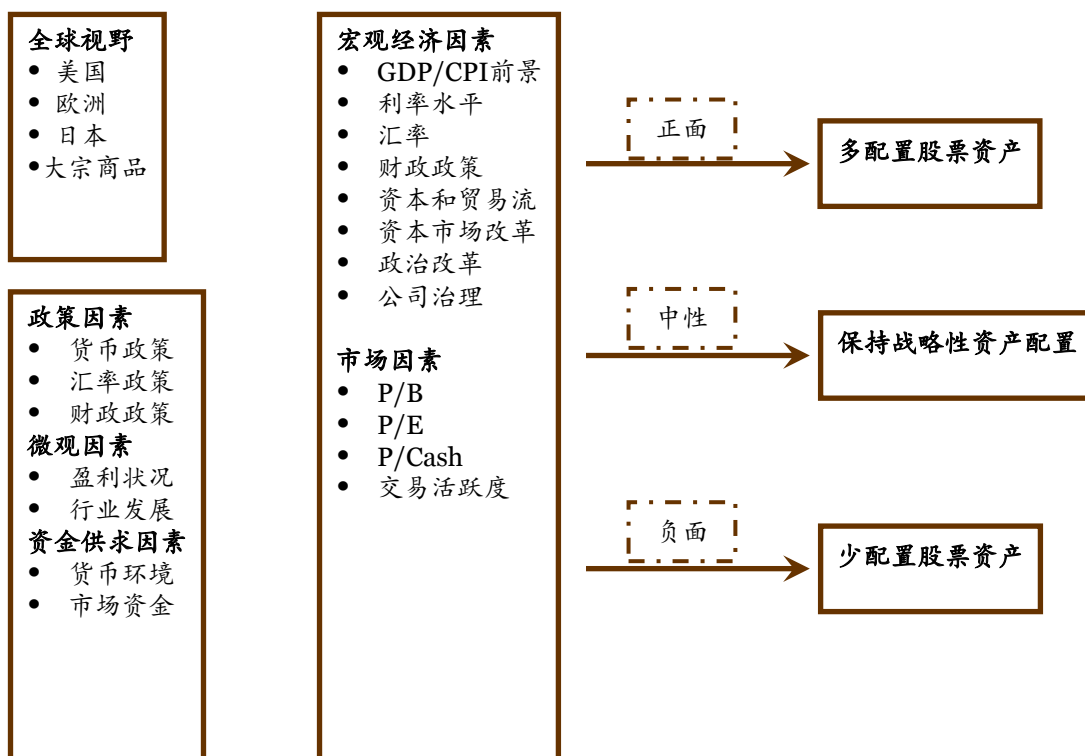 全球视野
• 美国
• 欧洲
• 日本
•大宗商品
政策因素
• 货币政策
• 汇率政策
• 财政政策
微观因素
• 盈利状况
• 行业发展
资金供求因素
• 货币环境
• 市场资金
宏观经济因素
• GDP/CPI前景
• 利率水平
• 汇率
• 财政政策
• 资本和贸易流
• 资本市场改革
• 政治改革
• 公司治理
市场因素
• P/B
• P/E
• P/Cash
• 交易活跃度
正面
多配置股票资产
中性
保持战略性资产配置
负面
少配置股票资产